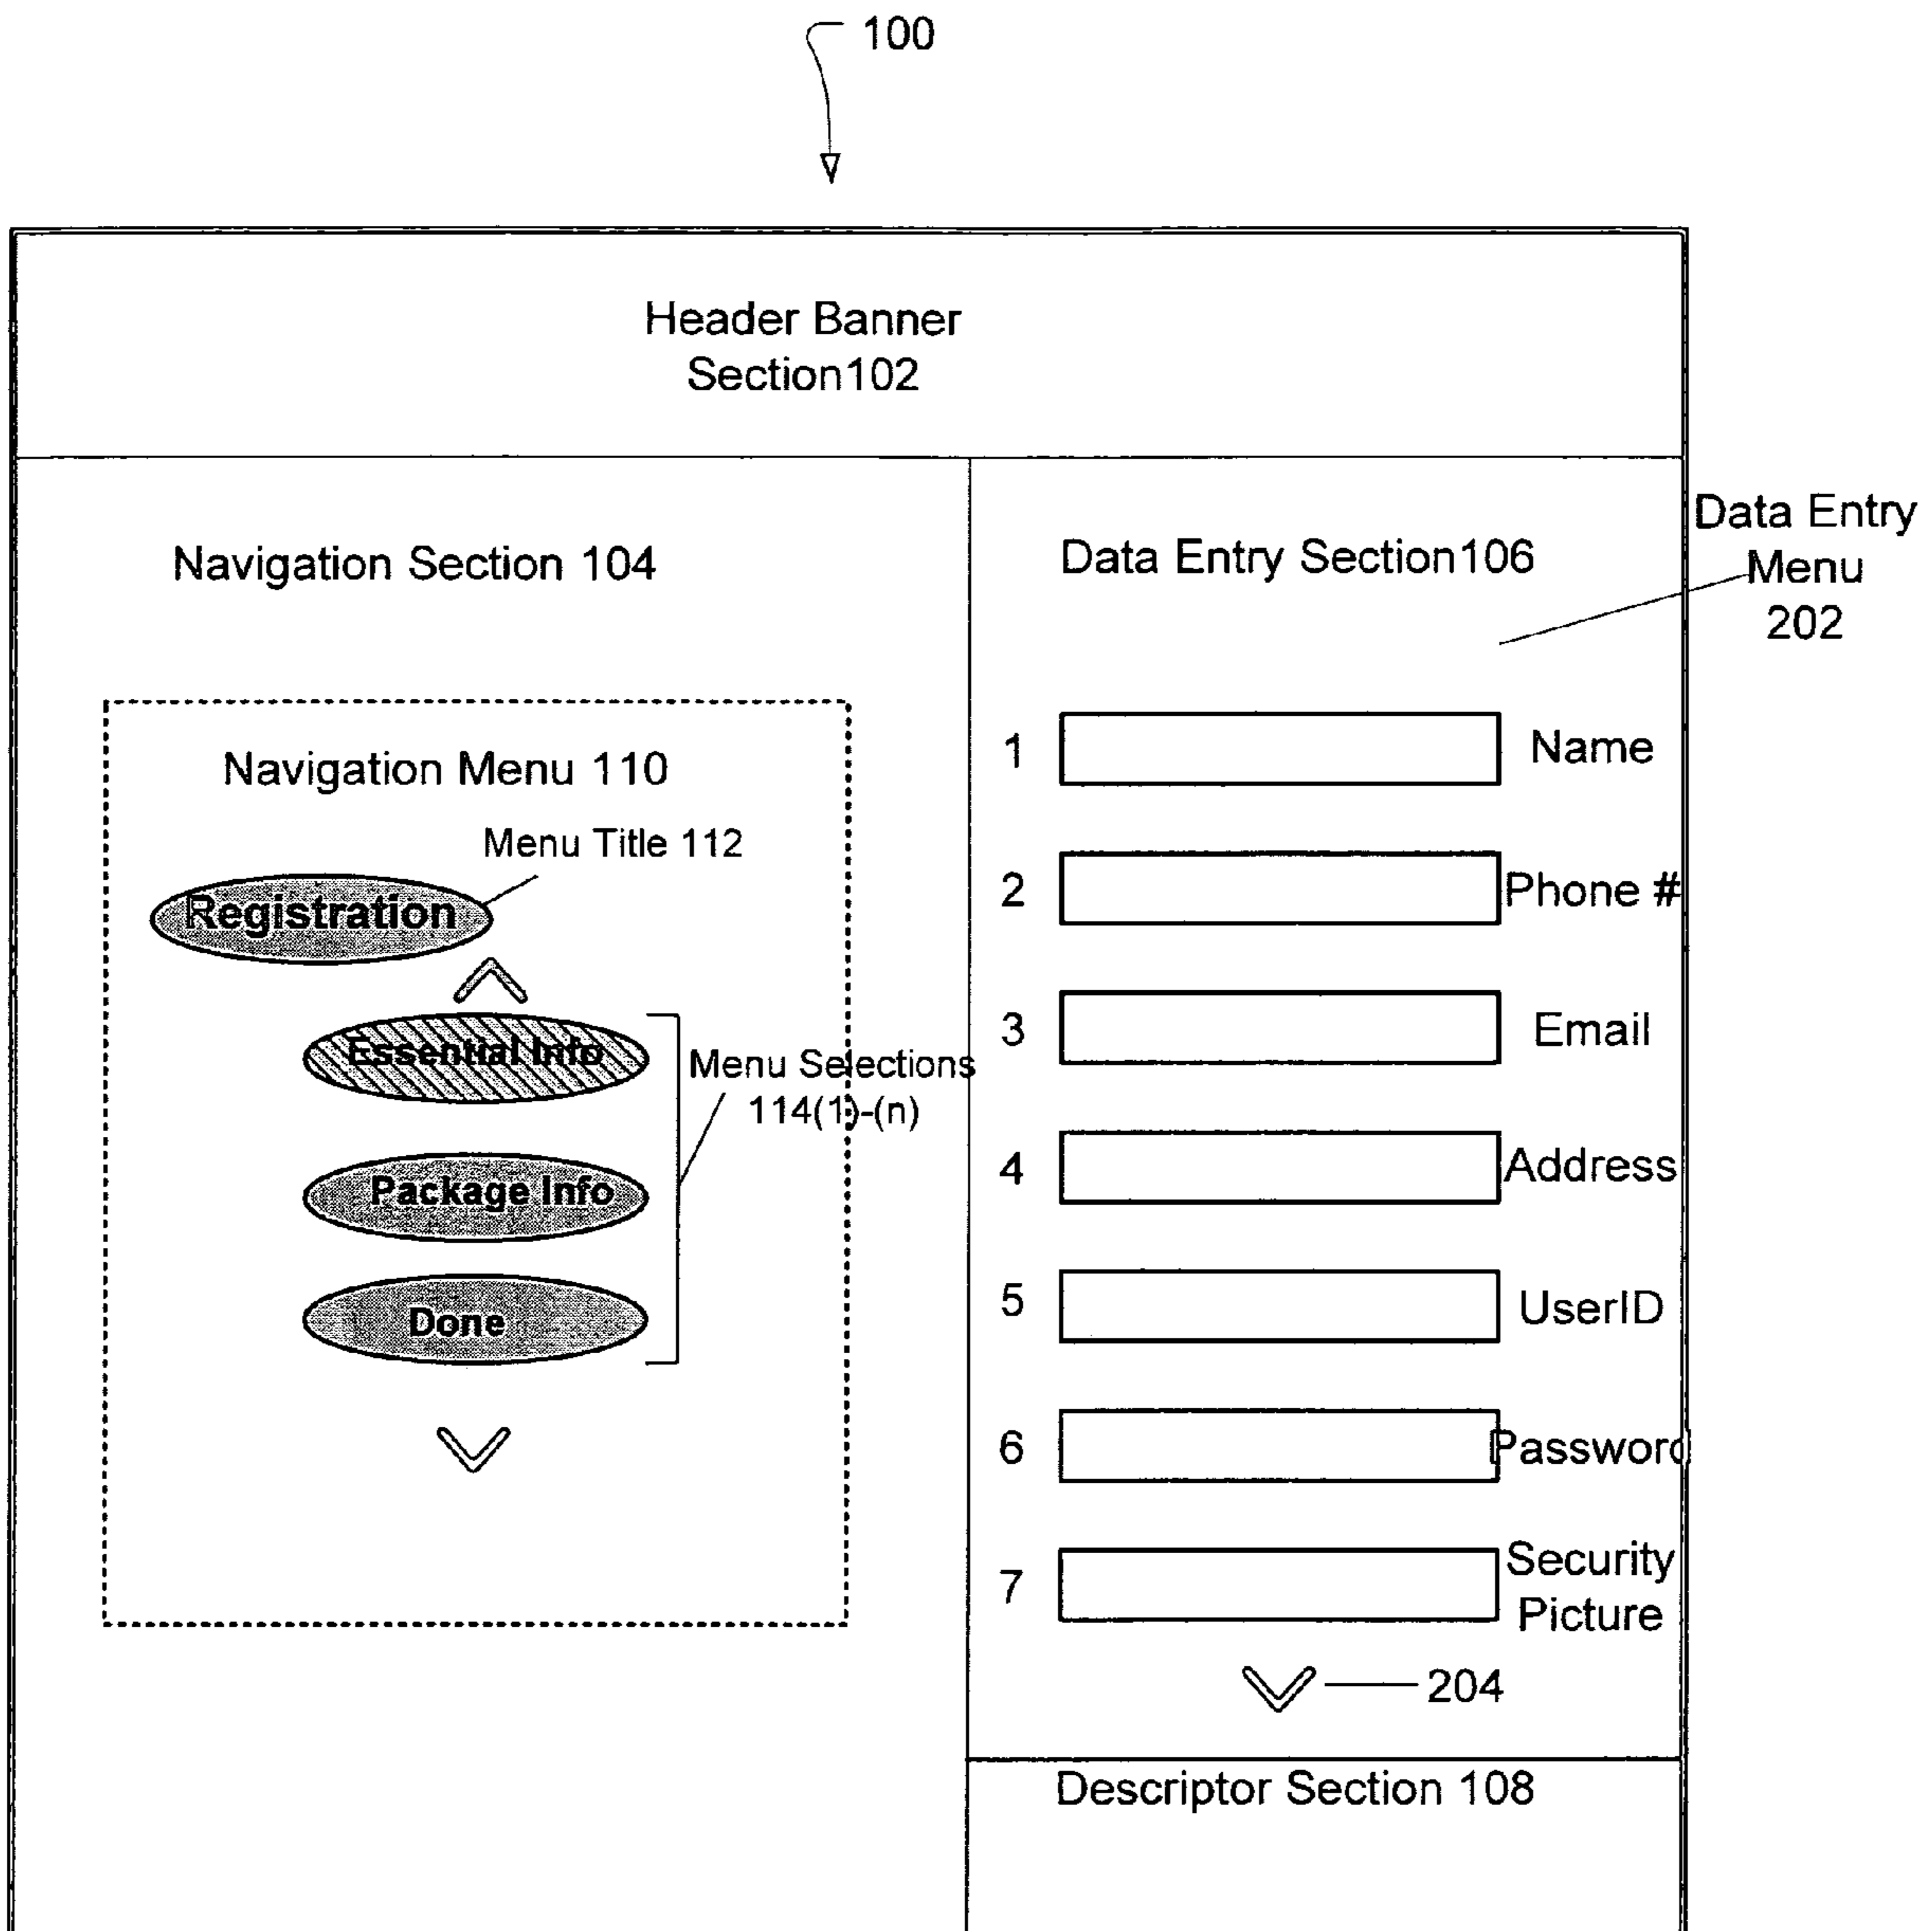 100
Header Banner
Section102
Navigation Section 104
Data Entry Section106
Data Entry
Menu
202
Navigation Menu 110
Menu Title 112
Registration
Essential Info
Package Info
Done
Menu Selections
114(1)-(n)
1 Name
2 Phone #
3 Email
4 Address
5 UserID
6 Password
7 Security
Picture
204
Descriptor Section 108